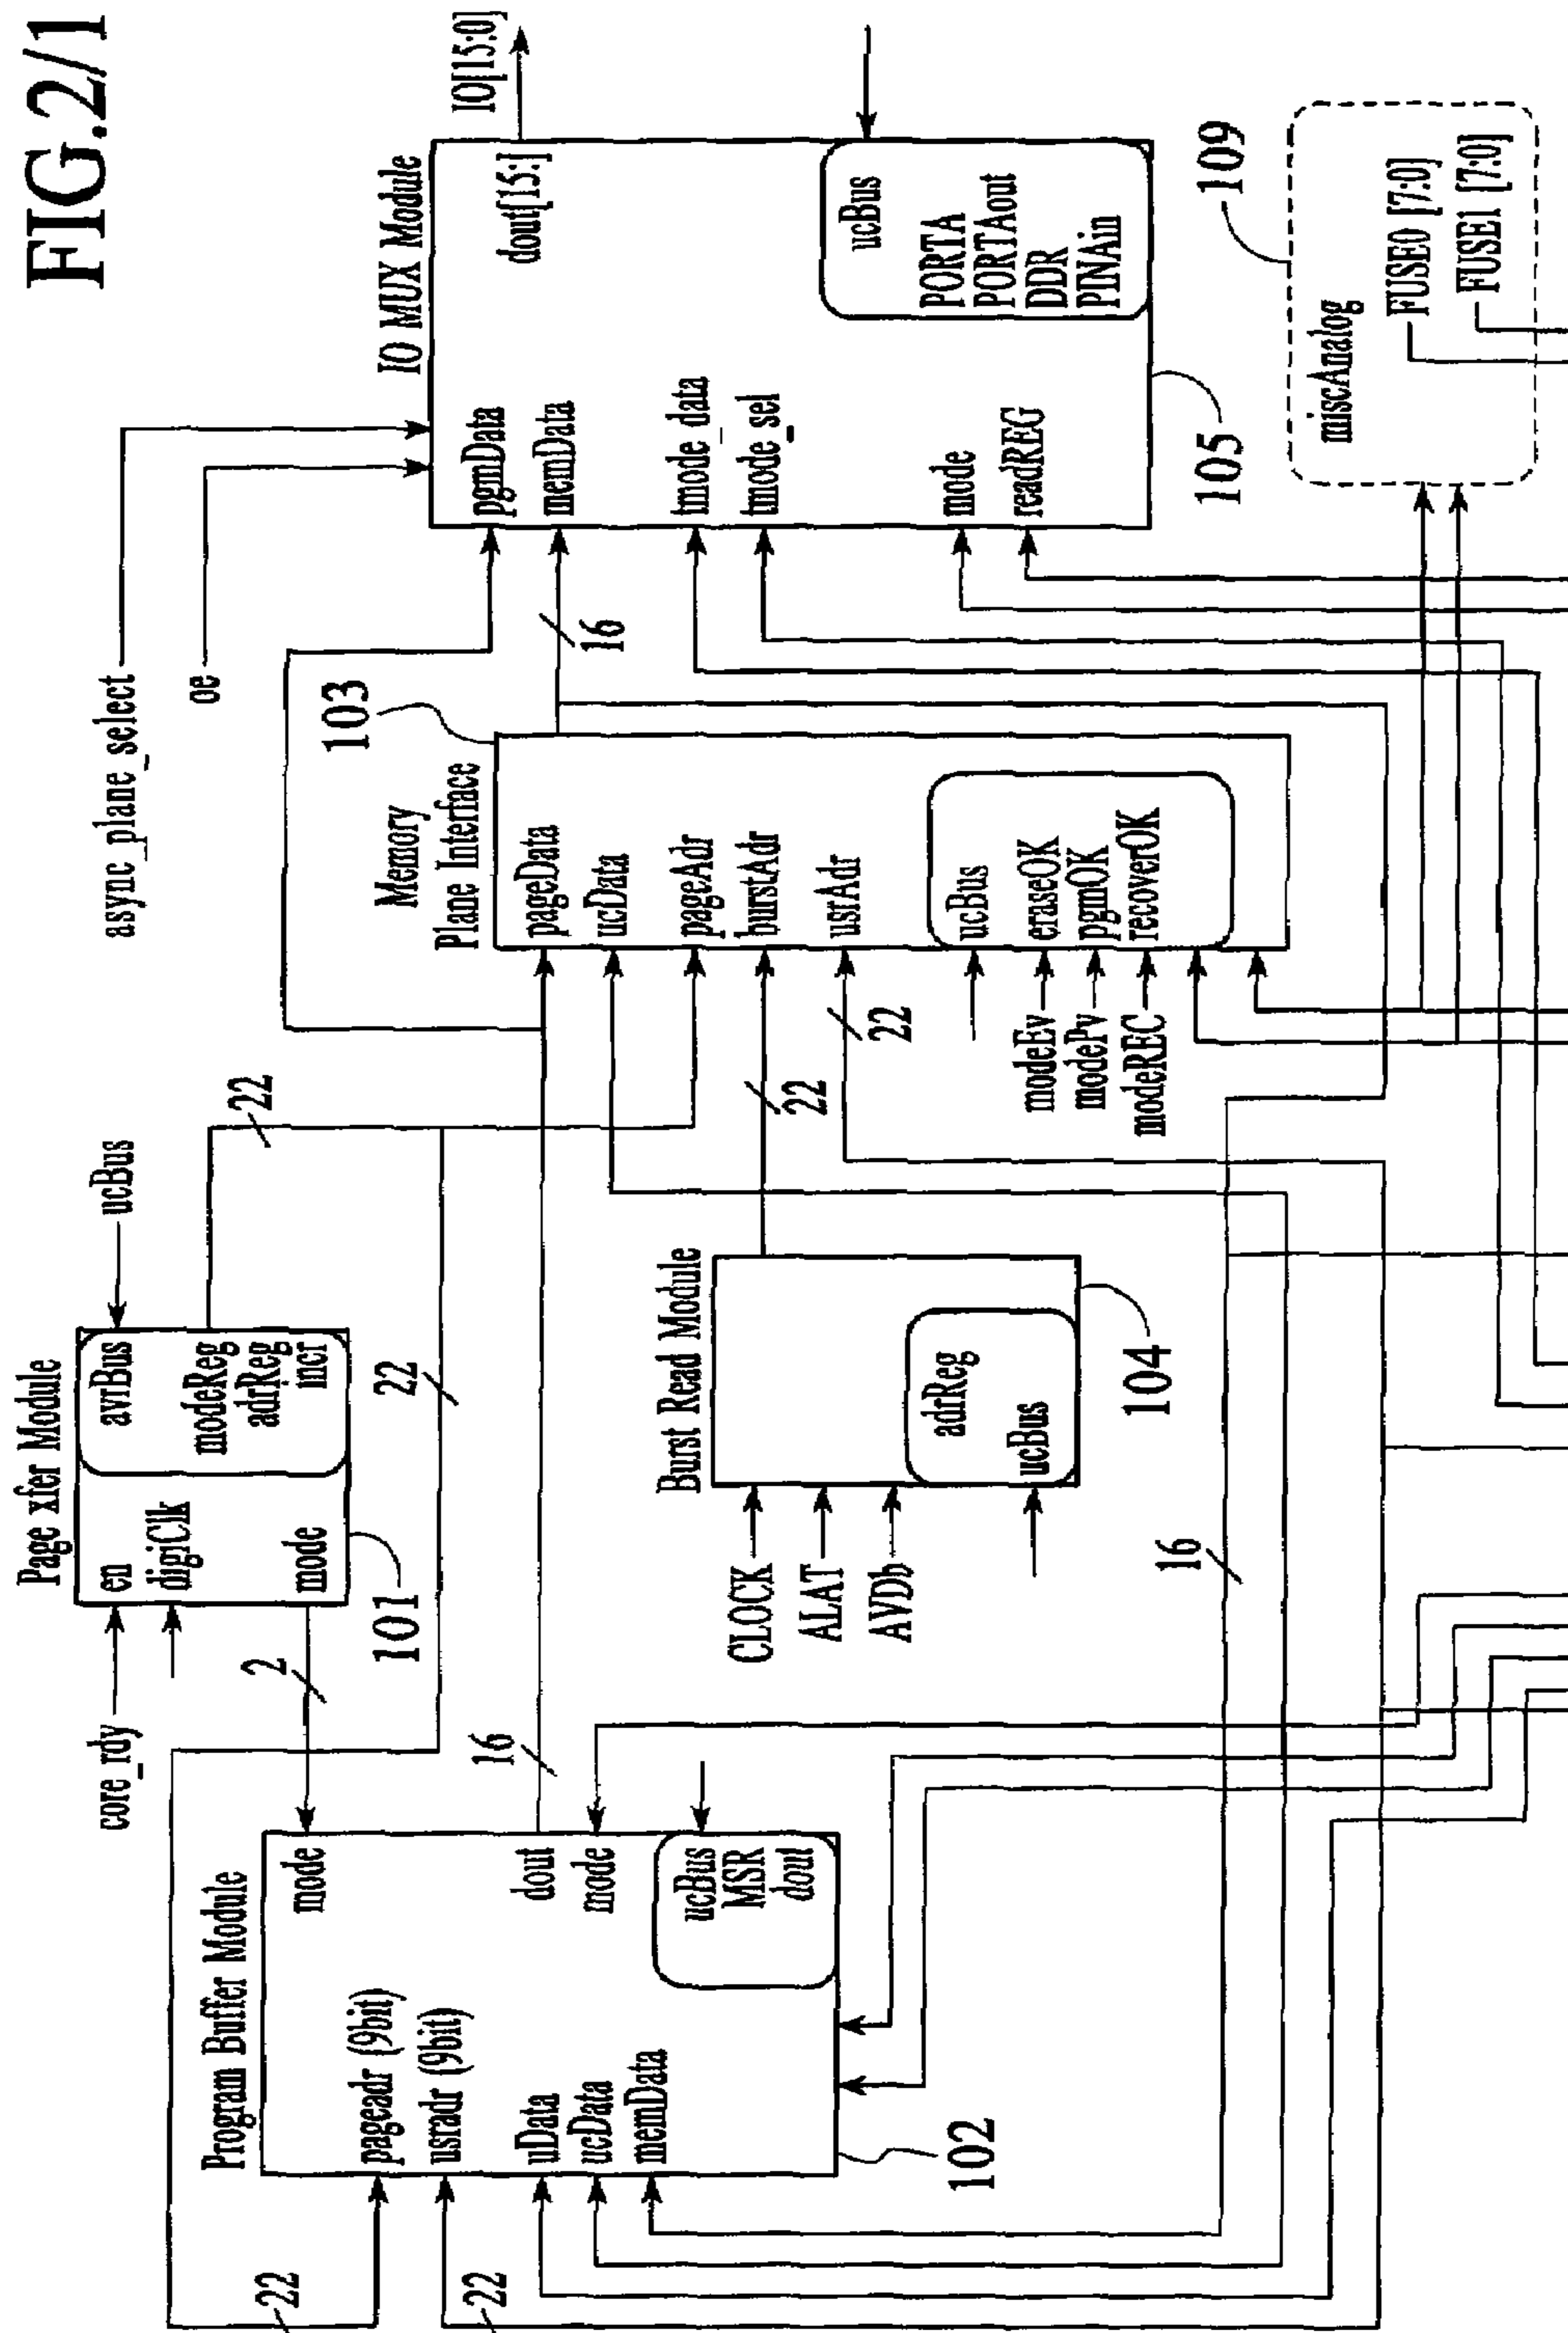 FIG.2/1
Page xfer Module
core_rdy
en
digiClk
mode
avrBus
modeReg
adrReg
incr
ucBus
101
2
22
22
22
22
Program Buffer Module
pageadr (9bit)
usradr (9bit)
uData
ucData
memData
mode
dout
mode
ucBus
MSR
dout
102
16
Burst Read Module
CLOCK
ALAT
AVDb
adrReg
ucBus
104
22
22
16
Memory
Plane Interface
103
pageData
ucData
pageAdr
burstAdr
usrAdr
ucBus
eraseOK
pgmOK
recoverOK
modeEv
modePv
modeREC
async_plane_select
oe
16
IO MUX Module
pgmData
memData
tmode_data
tmode_sel
mode
readREG
dout[15:]
IO[15:0]
ucBus
PORTA
PORTAout
DDR
PINAin
105
109
miscAnalog
FUSE0 [7:0]
FUSE1 [7:0]